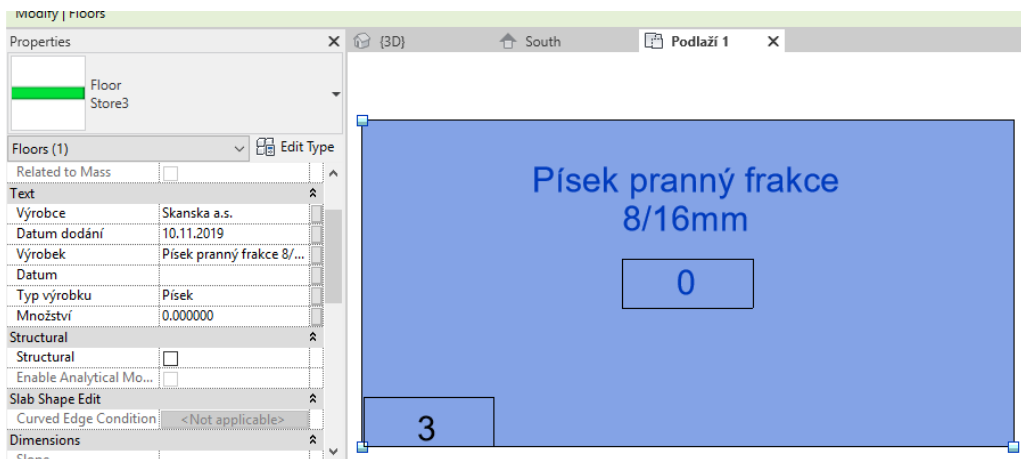 Modify | Floors
Properties
{3D}
South
Podlaží 1
Floor
Store3
Floors (1)
Edit Type
Related to Mass
Text
Výrobce Skanska a.s.
Datum dodání 10.11.2019
Výrobek Písek pranný frakce 8/...
Datum
Typ výrobku Písek
Množství 0.000000
Structural
Structural
Enable Analytical Mo...
Slab Shape Edit
Curved Edge Condition <Not applicable>
Dimensions
Slope
Písek pranný frakce
8/16mm
0
3